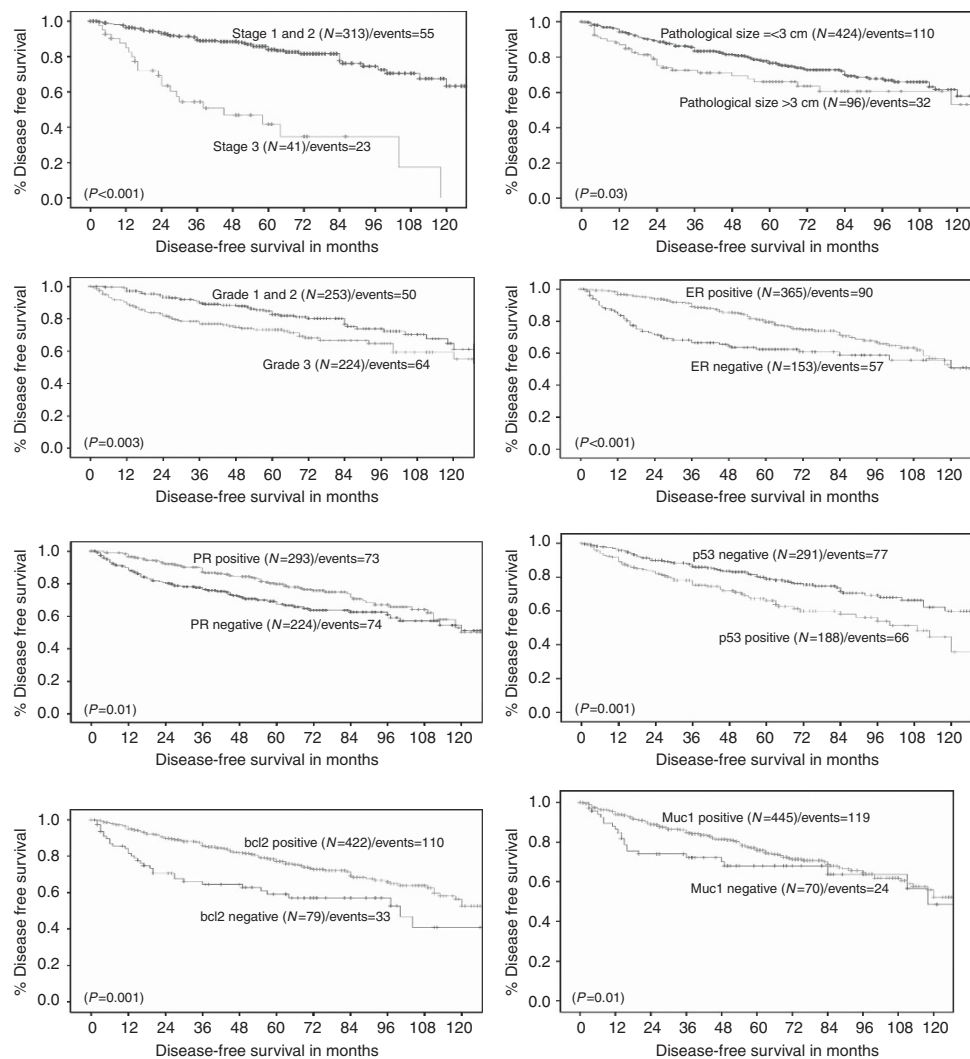 % Disease free survival
1.0
0.8
0.6
0.4
0.2
0.0
Stage 1 and 2 (N=313)/events=55
Stage 3 (N=41)/events=23
(P<0.001)
0 12 24 36 48 60 72 84 96 108 120
Disease-free survival in months
% Disease free survival
1.0
0.8
0.6
0.4
0.2
0.0
Pathological size =<3 cm (N=424)/events=110
Pathological size >3 cm (N=96)/events=32
(P=0.03)
0 12 24 36 48 60 72 84 96 108 120
Disease-free survival in months
% Disease free survival
1.0
0.8
0.6
0.4
0.2
0.0
Grade 1 and 2 (N=253)/events=50
Grade 3 (N=224)/events=64
(P=0.003)
0 12 24 36 48 60 72 84 96 108 120
Disease-free survival in months
% Disease free survival
1.0
0.8
0.6
0.4
0.2
0.0
ER positive (N=365)/events=90
ER negative (N=153)/events=57
(P<0.001)
0 12 24 36 48 60 72 84 96 108 120
Disease-free survival in months
% Disease free survival
1.0
0.8
0.6
0.4
0.2
0.0
PR positive (N=293)/events=73
PR negative (N=224)/events=74
(P=0.01)
0 12 24 36 48 60 72 84 96 108 120
Disease-free survival in months
% Disease free survival
1.0
0.8
0.6
0.4
0.2
0.0
p53 negative (N=291)/events=77
p53 positive (N=188)/events=66
(P=0.001)
0 12 24 36 48 60 72 84 96 108 120
Disease-free survival in months
% Disease free survival
1.0
0.8
0.6
0.4
0.2
0.0
bcl2 positive (N=422)/events=110
bcl2 negative (N=79)/events=33
(P=0.001)
0 12 24 36 48 60 72 84 96 108 120
Disease-free survival in months
% Disease free survival
1.0
0.8
0.6
0.4
0.2
0.0
Muc1 positive (N=445)/events=119
Muc1 negative (N=70)/events=24
(P=0.01)
0 12 24 36 48 60 72 84 96 108 120
Disease-free survival in months